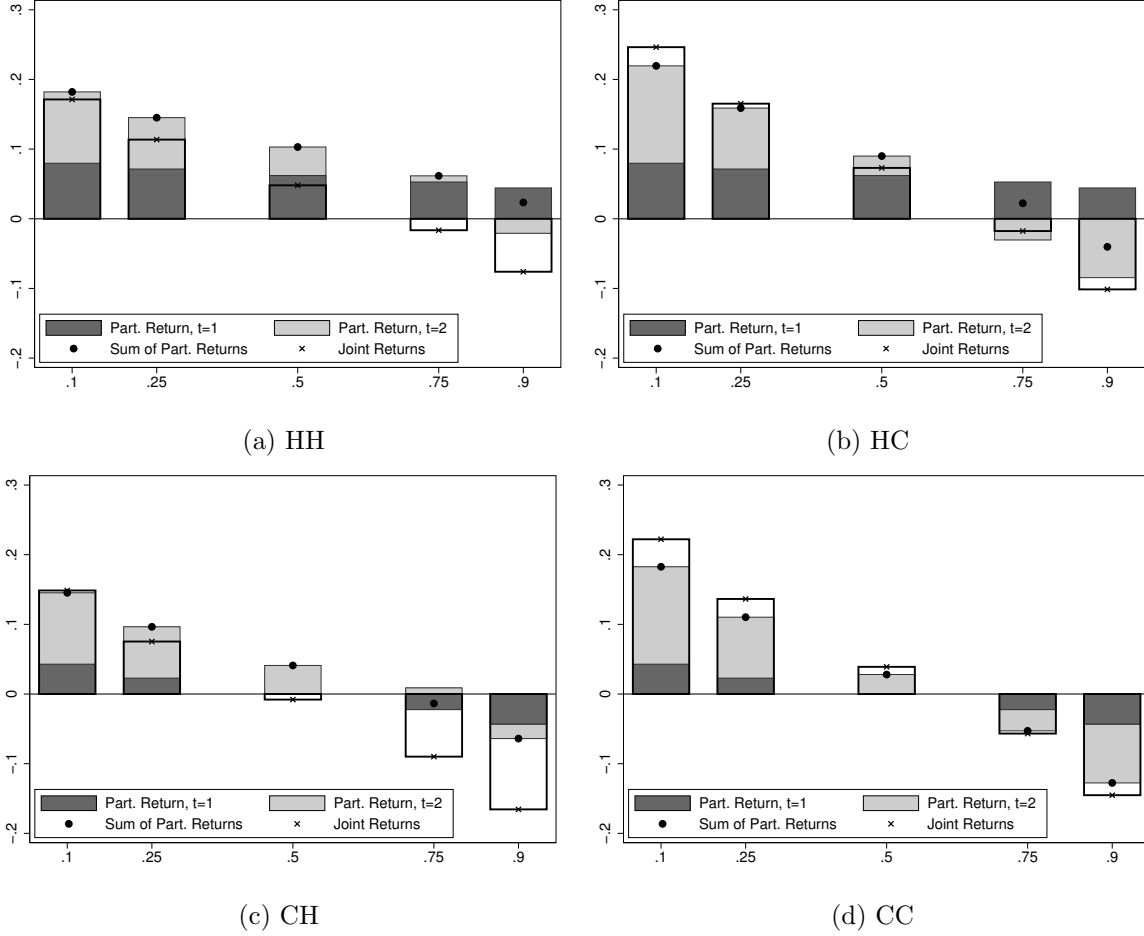 .3
.2
.1
0
-.1
-.2
Part. Return, t=1
Part. Return, t=2
Sum of Part. Returns
Joint Returns
.1 .25 .5 .75 .9
(a) HH
.3
.2
.1
0
-.1
-.2
Part. Return, t=1
Part. Return, t=2
Sum of Part. Returns
Joint Returns
.1 .25 .5 .75 .9
(b) HC
.3
.2
.1
0
-.1
-.2
Part. Return, t=1
Part. Return, t=2
Sum of Part. Returns
Joint Returns
.1 .25 .5 .75 .9
(c) CH
.3
.2
.1
0
-.1
-.2
Part. Return, t=1
Part. Return, t=2
Sum of Part. Returns
Joint Returns
.1 .25 .5 .75 .9
(d) CC